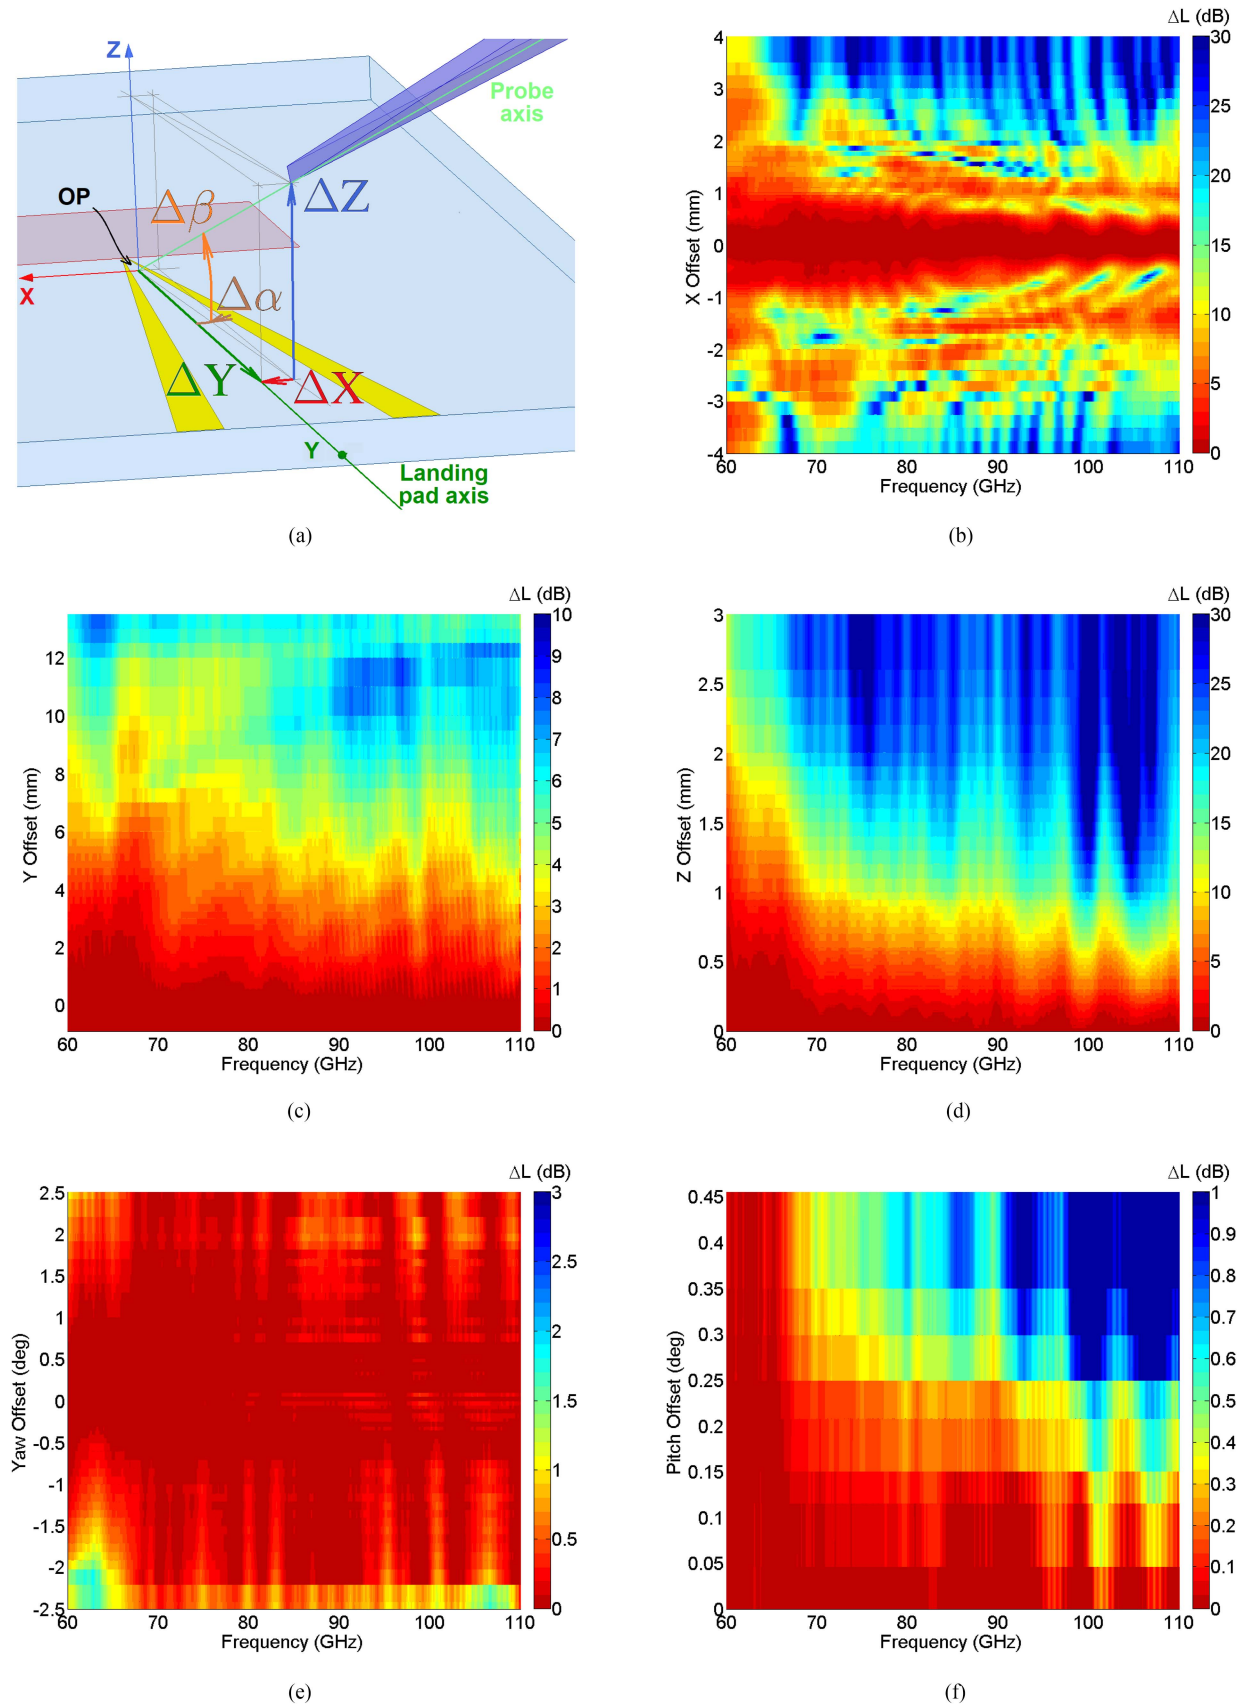 Z
Probe
axis
OP
Δβ
ΔZ
X
Δα
ΔY
ΔX
Y
Landing
pad axis
(a)
ΔL (dB)
X Offset (mm)
4
3
2
1
0
-1
-2
-3
-4
60 70 80 90 100 110
Frequency (GHz)
30
25
20
15
10
5
0
(b)
ΔL (dB)
Y Offset (mm)
12
10
8
6
4
2
0
60 70 80 90 100 110
Frequency (GHz)
10
9
8
7
6
5
4
3
2
1
0
(c)
ΔL (dB)
Z Offset (mm)
3
2.5
2
1.5
1
0.5
0
60 70 80 90 100 110
Frequency (GHz)
30
25
20
15
10
5
0
(d)
ΔL (dB)
Yaw Offset (deg)
2.5
2
1.5
1
0.5
0
-0.5
-1
-1.5
-2
-2.5
60 70 80 90 100 110
Frequency (GHz)
3
2.5
2
1.5
1
0.5
0
(e)
ΔL (dB)
Pitch Offset (deg)
0.45
0.4
0.35
0.3
0.25
0.2
0.15
0.1
0.05
0
60 70 80 90 100 110
Frequency (GHz)
1
0.9
0.8
0.7
0.6
0.5
0.4
0.3
0.2
0.1
0
(f)